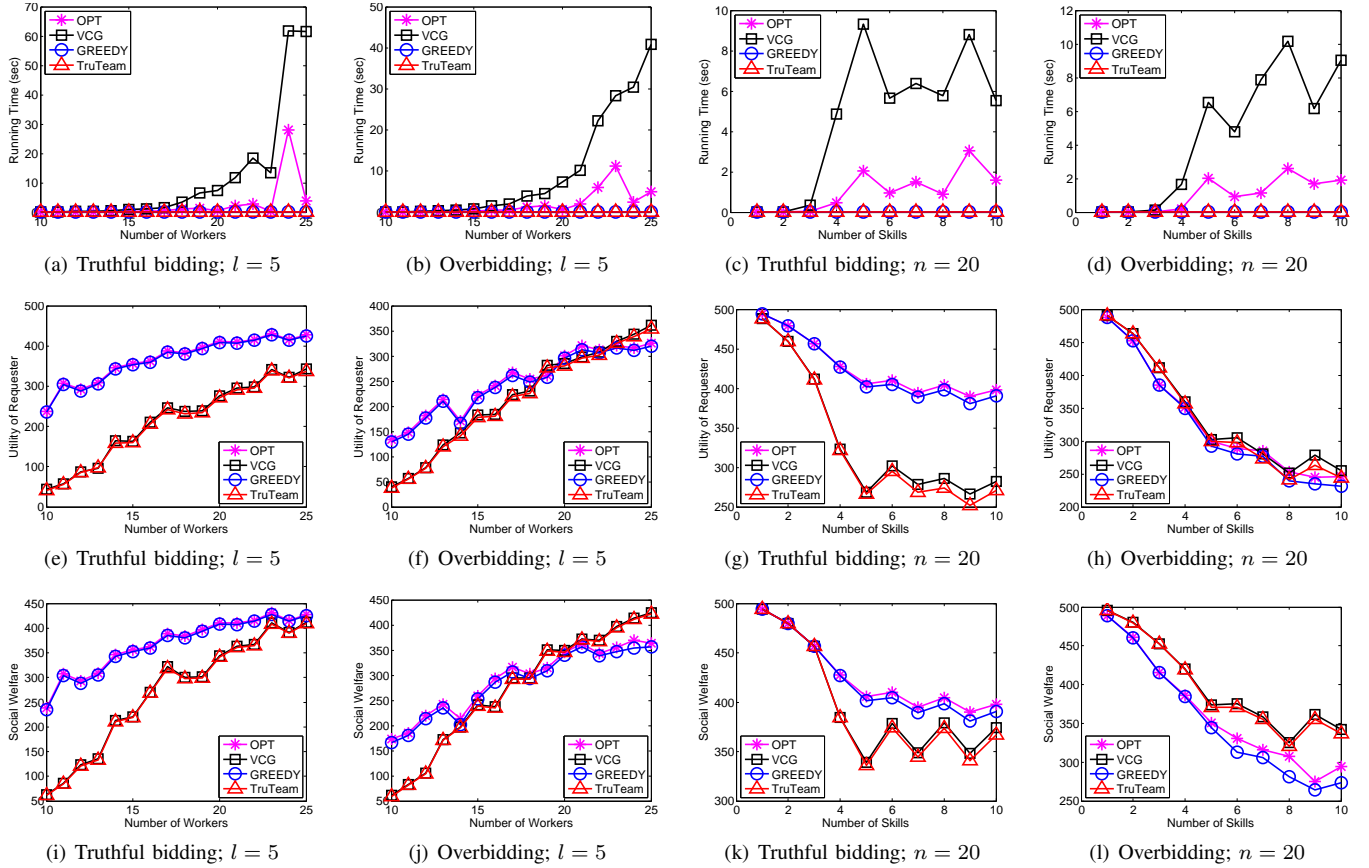 OPT
VCG
GREEDY
TruTeam
Running Time (sec)
70
60
50
40
30
20
10
0
10
15
20
25
Number of Workers
(a) Truthful bidding; l = 5
OPT
VCG
GREEDY
TruTeam
Running Time (sec)
50
40
30
20
10
0
10
15
20
25
Number of Workers
(b) Overbidding; l = 5
OPT
VCG
GREEDY
TruTeam
Running Time (sec)
10
8
6
4
2
0
0
2
4
6
8
10
Number of Skills
(c) Truthful bidding; n = 20
OPT
VCG
GREEDY
TruTeam
Running Time (sec)
12
10
8
6
4
2
0
0
2
4
6
8
10
Number of Skills
(d) Overbidding; n = 20
Utility of Requester
500
400
300
200
100
0
10
15
20
25
OPT
VCG
GREEDY
TruTeam
Number of Workers
(e) Truthful bidding; l = 5
Utility of Requester
400
350
300
250
200
150
100
50
0
10
15
20
25
OPT
VCG
GREEDY
TruTeam
Number of Workers
(f) Overbidding; l = 5
Utility of Requester
500
450
400
350
300
250
0
2
4
6
8
10
OPT
VCG
GREEDY
TruTeam
Number of Skills
(g) Truthful bidding; n = 20
Utility of Requester
500
450
400
350
300
250
200
0
2
4
6
8
10
OPT
VCG
GREEDY
TruTeam
Number of Skills
(h) Overbidding; n = 20
Social Welfare
450
400
350
300
250
200
150
100
50
10
15
20
25
OPT
VCG
GREEDY
TruTeam
Number of Workers
(i) Truthful bidding; l = 5
Social Welfare
450
400
350
300
250
200
150
100
50
10
15
20
25
OPT
VCG
GREEDY
TruTeam
Number of Workers
(j) Overbidding; l = 5
Social Welfare
500
450
400
350
300
0
2
4
6
8
10
OPT
VCG
GREEDY
TruTeam
Number of Skills
(k) Truthful bidding; n = 20
Social Welfare
500
450
400
350
300
250
0
2
4
6
8
10
OPT
VCG
GREEDY
TruTeam
Number of Skills
(l) Overbidding; n = 20